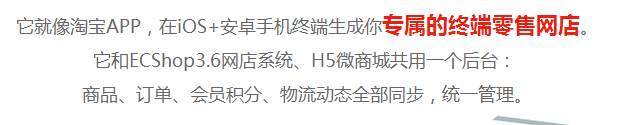 它就像淘宝APP，在iOS+安卓手机终端生成你专属的终端零售网店。
它和ECShop3.6网店系统、H5微商城共用一个后台：
商品、订单、会员积分、物流动态全部同步，统一管理。